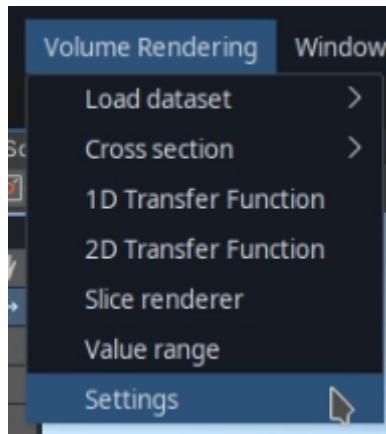 Volume Rendering Window
Load dataset
Cross section
1D Transfer Function
2D Transfer Function
Slice renderer
Value range
Settings